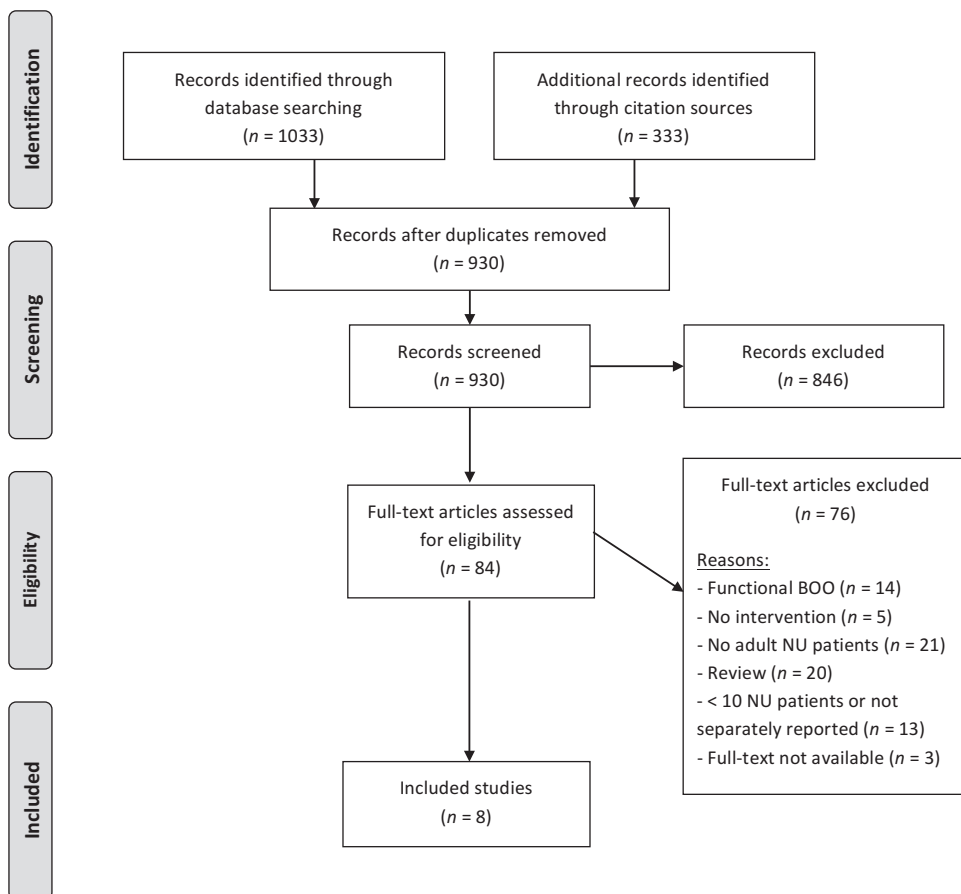 Identification
Records identified through
database searching
(n = 1033)
Additional records identified
through citation sources
(n = 333)
Records after duplicates removed
(n = 930)
Screening
Records screened
(n = 930)
Records excluded
(n = 846)
Eligibility
Full-text articles assessed
for eligibility
(n = 84)
Full-text articles excluded
(n = 76)
Reasons:
- Functional BOO (n = 14)
- No intervention (n = 5)
- No adult NU patients (n = 21)
- Review (n = 20)
- < 10 NU patients or not
separately reported (n = 13)
- Full-text not available (n = 3)
Included
Included studies
(n = 8)